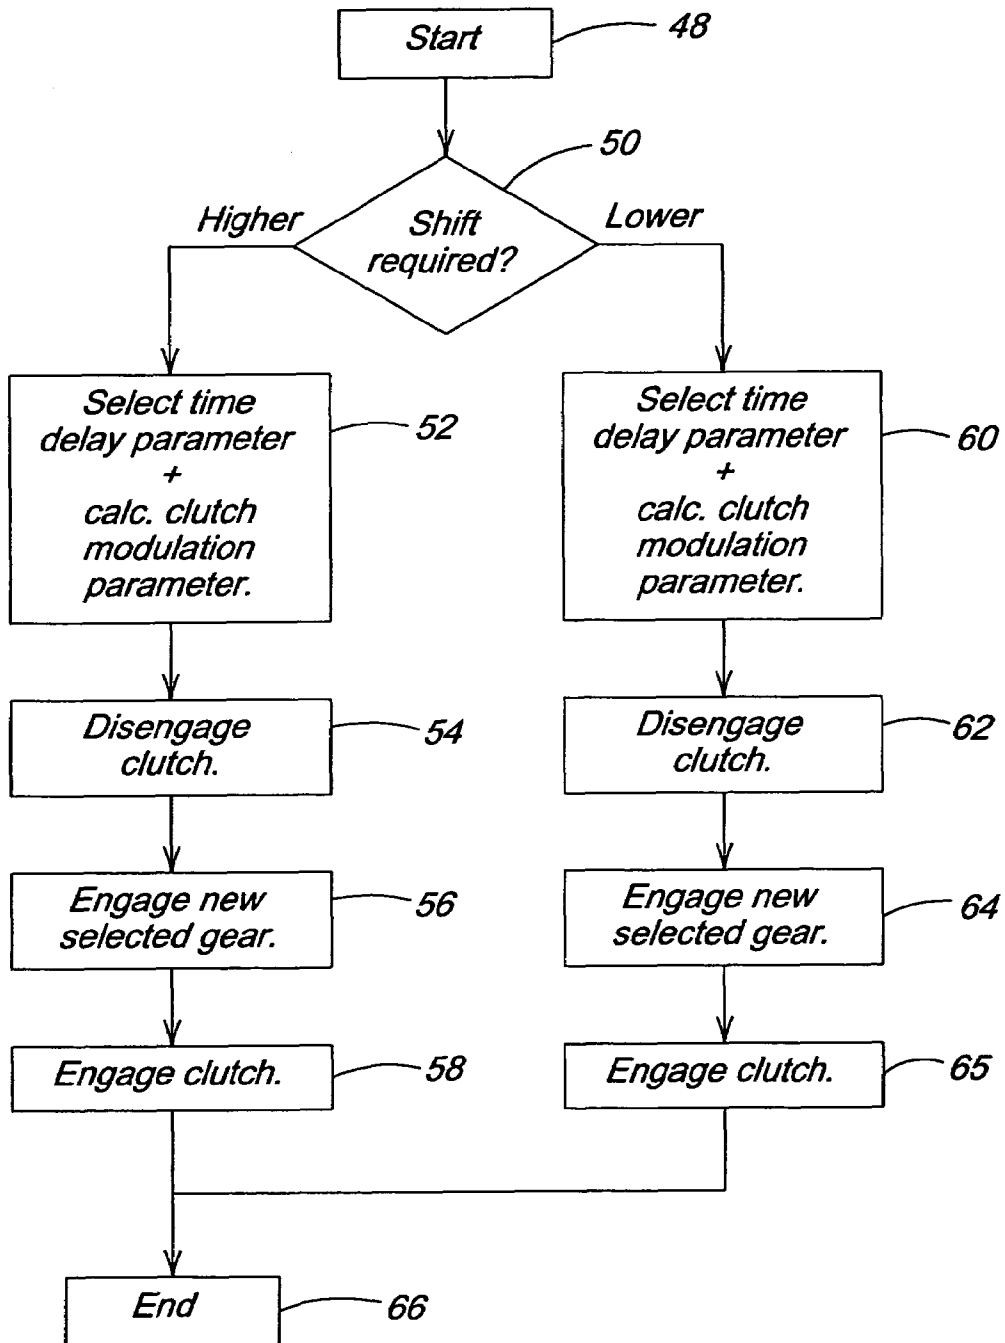 Start
48
50
Higher
Shift
required?
Lower
Select time
delay parameter
+
calc. clutch
modulation
parameter.
52
Select time
delay parameter
+
calc. clutch
modulation
parameter.
60
Disengage
clutch.
54
Disengage
clutch.
62
Engage new
selected gear.
56
Engage new
selected gear.
64
Engage clutch.
58
Engage clutch.
65
End
66